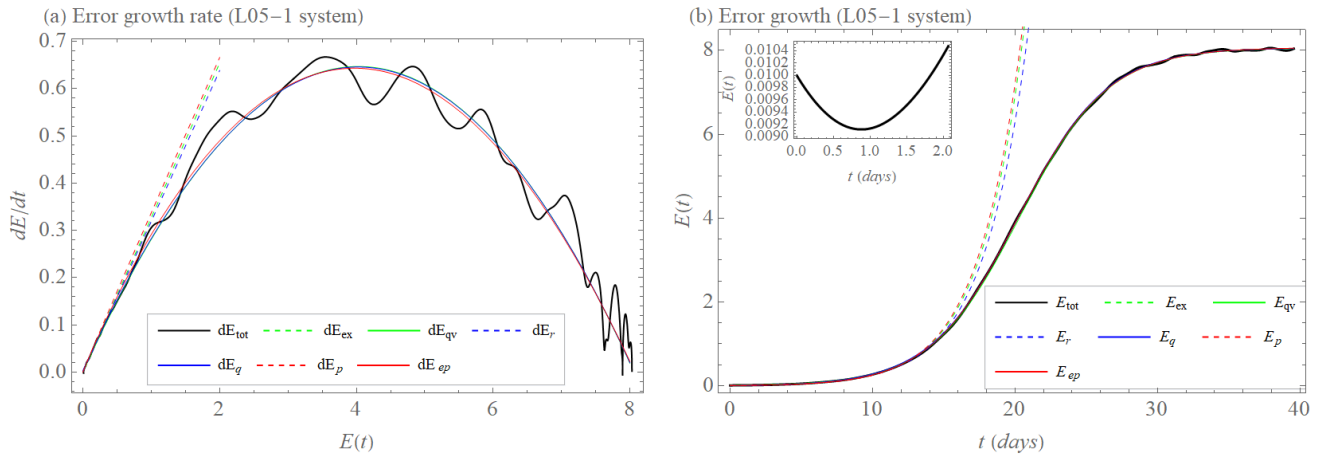 (a) Error growth rate (L05−1 system)
0.7
0.6
0.5
0.4
0.3
0.2
0.1
0.0
dE/dt
0
2
4
6
8
E(t)
dE_tot dE_ex dE_qv dE_r
dE_q dE_p dE_ep
(b) Error growth (L05−1 system)
8
6
4
2
0
E(t)
0.0104
0.0102
0.0100
0.0098
0.0096
0.0094
0.0092
0.0090
E(t)
0.0 0.5 1.0 1.5 2.0
t (days)
E_tot E_ex E_qv
E_r E_q E_p
E_ep
0 10 20 30 40
t (days)